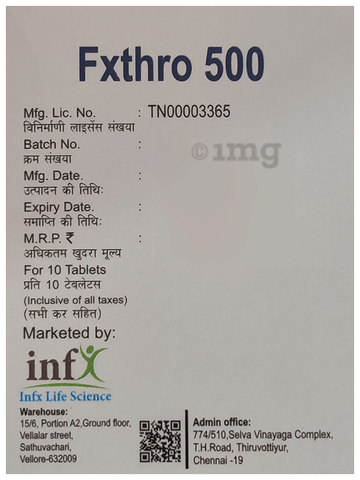 Fxthro 500
Mfg. Lic. No. : TN00003365
विनिर्माणी लाइसेंस संखया
Batch No. :
क्रम संखया
Mfg. Date. :
उत्पादन की तिथि:
Expiry Date. :
समाप्ति की तिथि:
M.R.P. ₹ :
अधिकतम खुदरा मूल्य
For 10 Tablets
प्रति 10 टेबलेटस
(Inclusive of all taxes)
(सभी कर सहित)
Marketed by:
infx
Infx Life Science
Warehouse:
15/6, Portion A2,Ground floor,
Vellalar street,
Sathuvachari,
Vellore-632009
Admin office:
774/510,Selva Vinayaga Complex,
T.H.Road, Thiruvottiyur,
Chennai -19
©1mg